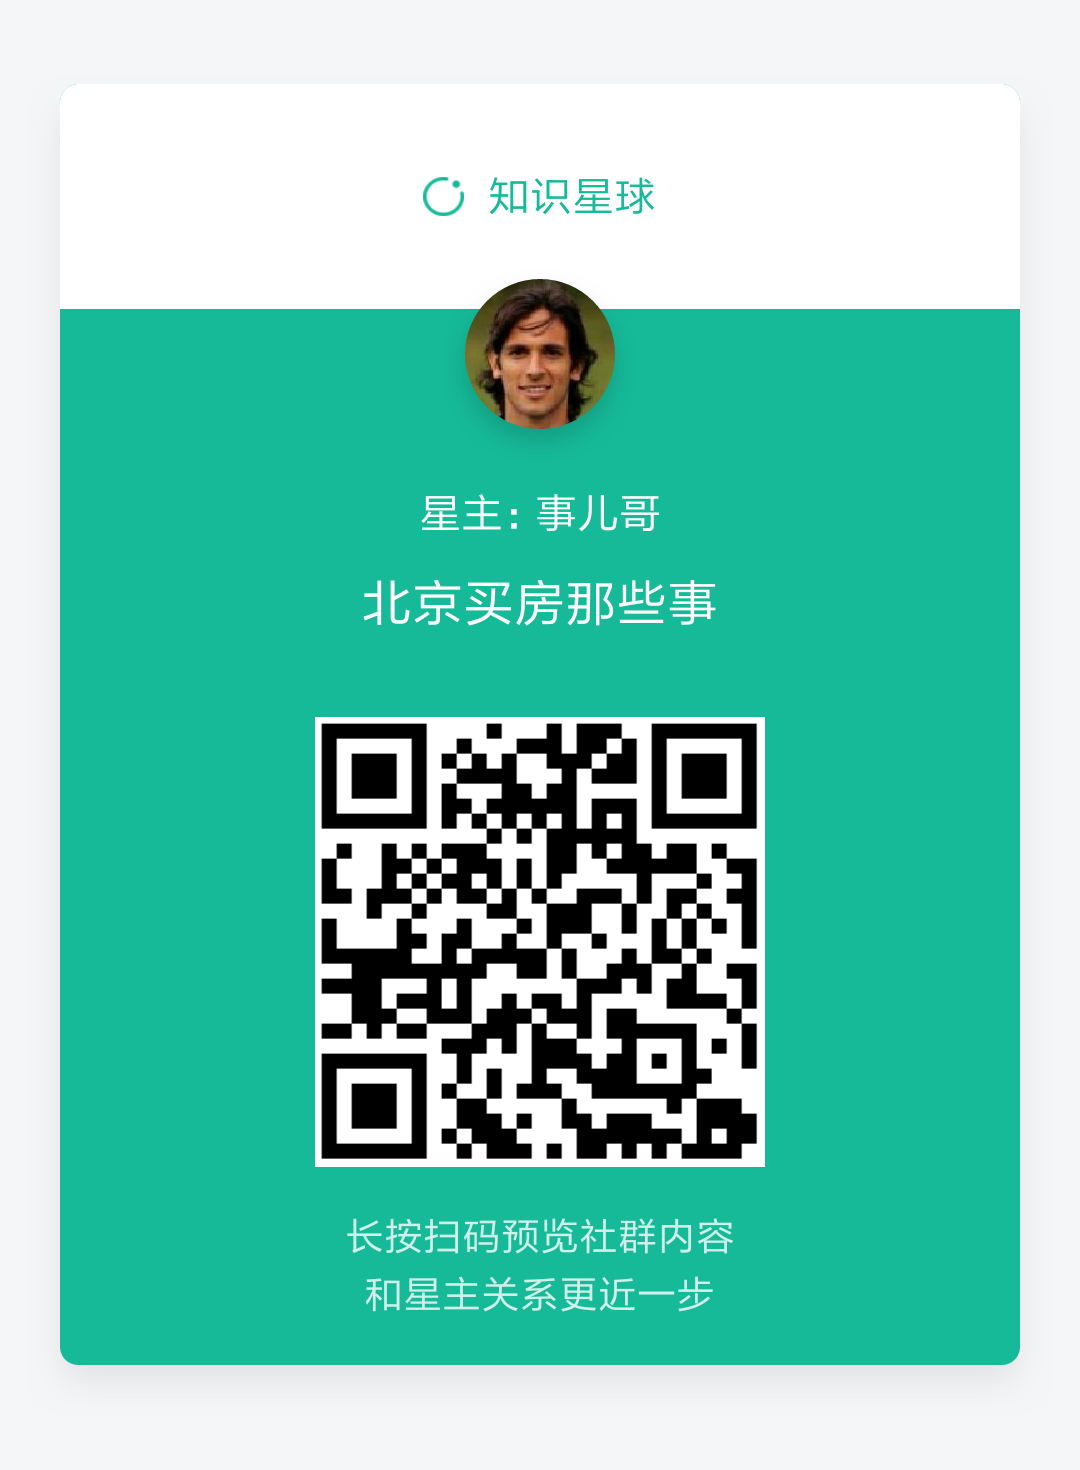 知识星球
星主: 事儿哥
北京买房那些事
长按扫码预览社群内容
和星主关系更近一步